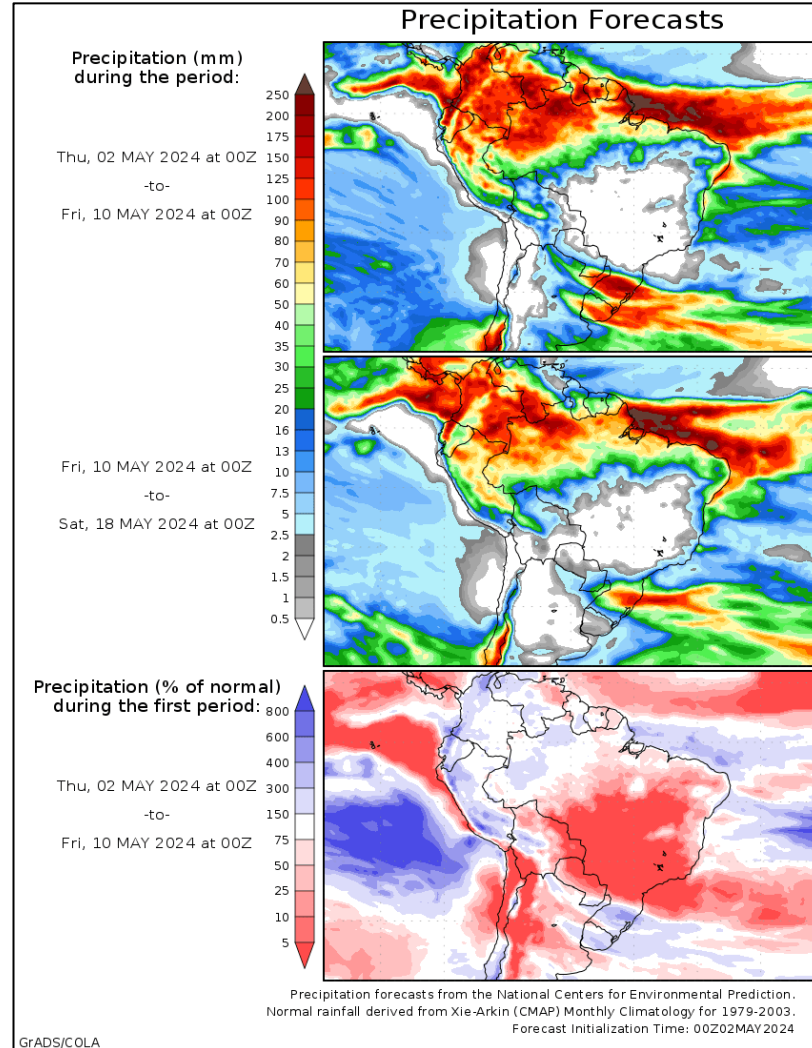 Precipitation Forecasts
Precipitation (mm)
during the period:
Thu, 02 MAY 2024 at 00Z
-to-
Fri, 10 MAY 2024 at 00Z
250
200
175
150
125
100
90
80
70
60
50
40
35
30
25
20
16
13
10
7.5
5
2.5
2
1.5
1
0.5
Fri, 10 MAY 2024 at 00Z
-to-
Sat, 18 MAY 2024 at 00Z
Precipitation (% of normal)
during the first period:
Thu, 02 MAY 2024 at 00Z
-to-
Fri, 10 MAY 2024 at 00Z
800
600
400
300
150
75
50
25
10
5
Precipitation forecasts from the National Centers for Environmental Prediction.
Normal rainfall derived from Xie-Arkin (CMAP) Monthly Climatology for 1979-2003.
Forecast Initialization Time: 00Z02MAY2024
GrADS/COLA